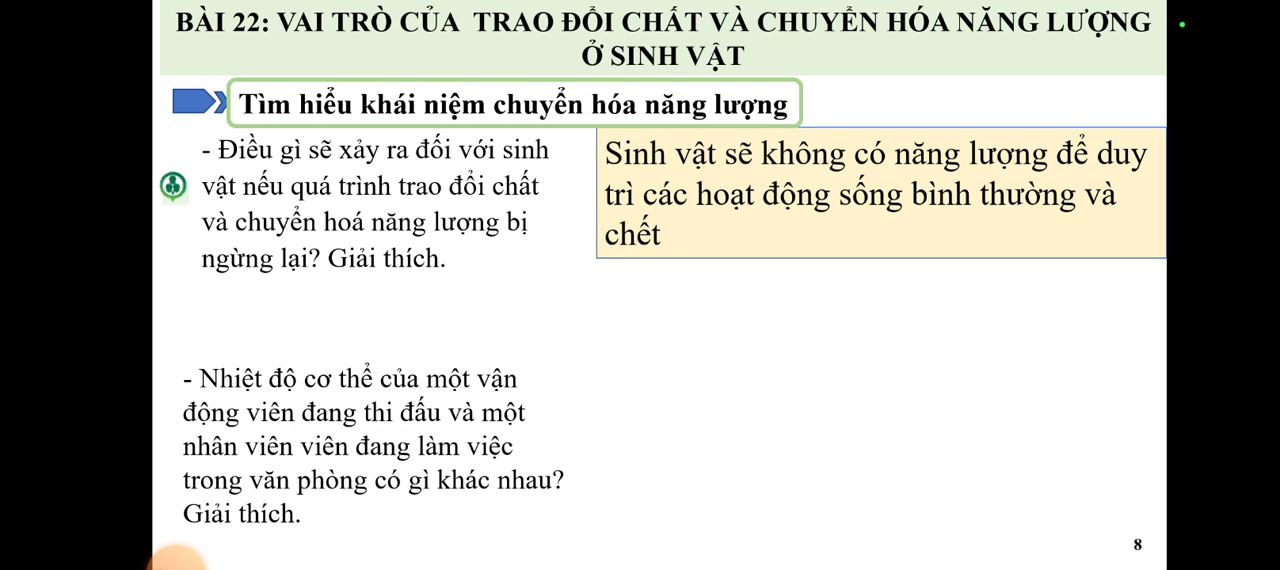 BÀI 22: VAI TRÒ CỦA TRAO ĐỔI CHẤT VÀ CHUYỂN HÓA NĂNG LƯỢNG
Ở SINH VẬT
Tìm hiểu khái niệm chuyển hóa năng lượng
- Điều gì sẽ xảy ra đối với sinh
vật nếu quá trình trao đổi chất
và chuyển hoá năng lượng bị
ngừng lại? Giải thích.
Sinh vật sẽ không có năng lượng để duy
trì các hoạt động sống bình thường và
chết
- Nhiệt độ cơ thể của một vận
động viên đang thi đấu và một
nhân viên viên đang làm việc
trong văn phòng có gì khác nhau?
Giải thích.
8